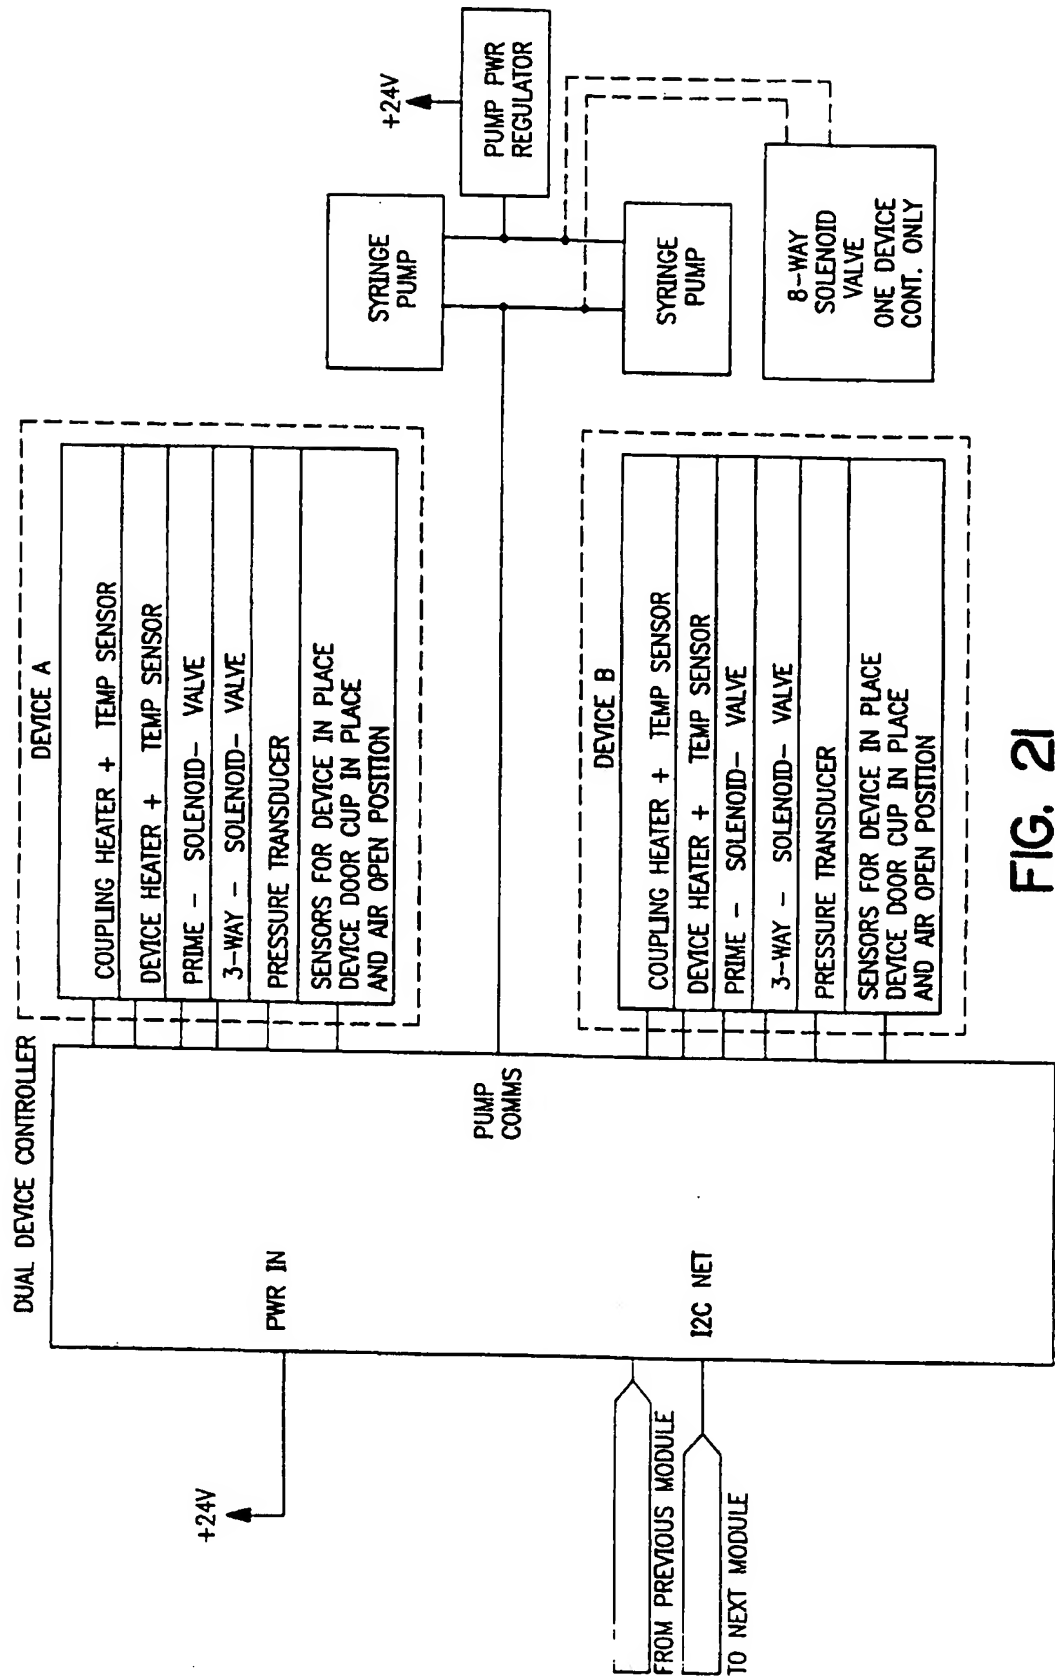 DUAL DEVICE CONTROLLER
+24V
PWR IN
I2C NET
FROM PREVIOUS MODULE
TO NEXT MODULE
PUMP
COMMS
DEVICE A
COUPLING HEATER + TEMP SENSOR
DEVICE HEATER + TEMP SENSOR
PRIME – SOLENOID– VALVE
3-WAY – SOLENOID– VALVE
PRESSURE TRANSDUCER
SENSORS FOR DEVICE IN PLACE
DEVICE DOOR CUP IN PLACE
AND AIR OPEN POSITION
DEVICE B
COUPLING HEATER + TEMP SENSOR
DEVICE HEATER + TEMP SENSOR
PRIME – SOLENOID– VALVE
3-WAY – SOLENOID– VALVE
PRESSURE TRANSDUCER
SENSORS FOR DEVICE IN PLACE
DEVICE DOOR CUP IN PLACE
AND AIR OPEN POSITION
SYRINGE
PUMP
+24V
PUMP PWR
REGULATOR
SYRINGE
PUMP
8-WAY
SOLENOID
VALVE
ONE DEVICE
CONT. ONLY
FIG. 21